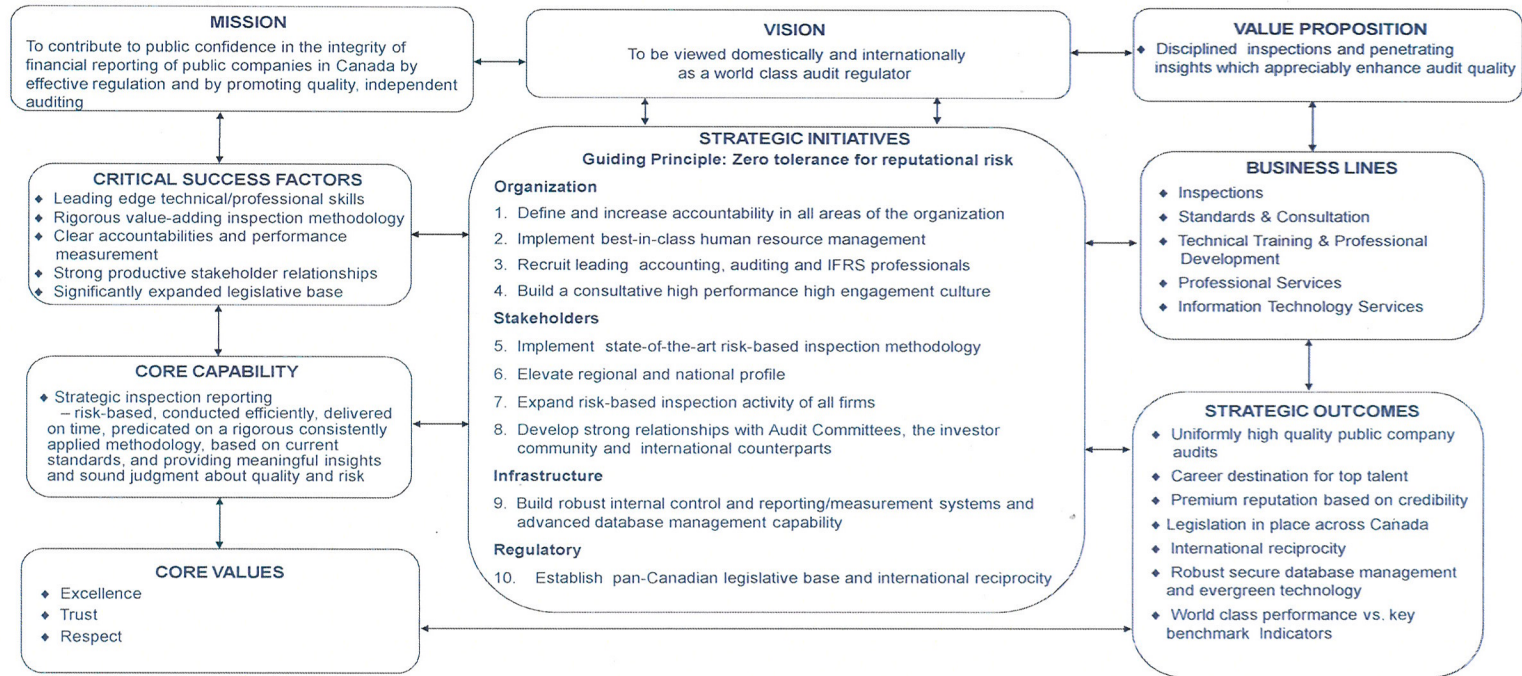 MISSION
To contribute to public confidence in the integrity of
financial reporting of public companies in Canada by
effective regulation and by promoting quality, independent
auditing
VISION
To be viewed domestically and internationally
as a world class audit regulator
VALUE PROPOSITION
◆ Disciplined inspections and penetrating
insights which appreciably enhance audit quality
CRITICAL SUCCESS FACTORS
◆ Leading edge technical/professional skills
◆ Rigorous value-adding inspection methodology
◆ Clear accountabilities and performance
measurement
◆ Strong productive stakeholder relationships
◆ Significantly expanded legislative base
CORE CAPABILITY
◆ Strategic inspection reporting
– risk-based, conducted efficiently, delivered
on time, predicated on a rigorous consistently
applied methodology, based on current
standards, and providing meaningful insights
and sound judgment about quality and risk
CORE VALUES
◆ Excellence
◆ Trust
◆ Respect
STRATEGIC INITIATIVES
Guiding Principle: Zero tolerance for reputational risk
Organization
1. Define and increase accountability in all areas of the organization
2. Implement best-in-class human resource management
3. Recruit leading accounting, auditing and IFRS professionals
4. Build a consultative high performance high engagement culture
Stakeholders
5. Implement state-of-the-art risk-based inspection methodology
6. Elevate regional and national profile
7. Expand risk-based inspection activity of all firms
8. Develop strong relationships with Audit Committees, the investor
community and international counterparts
Infrastructure
9. Build robust internal control and reporting/measurement systems and
advanced database management capability
Regulatory
10. Establish pan-Canadian legislative base and international reciprocity
BUSINESS LINES
◆ Inspections
◆ Standards & Consultation
◆ Technical Training & Professional
Development
◆ Professional Services
◆ Information Technology Services
STRATEGIC OUTCOMES
◆ Uniformly high quality public company
audits
◆ Career destination for top talent
◆ Premium reputation based on credibility
◆ Legislation in place across Canada
◆ International reciprocity
◆ Robust secure database management
and evergreen technology
◆ World class performance vs. key
benchmark Indicators